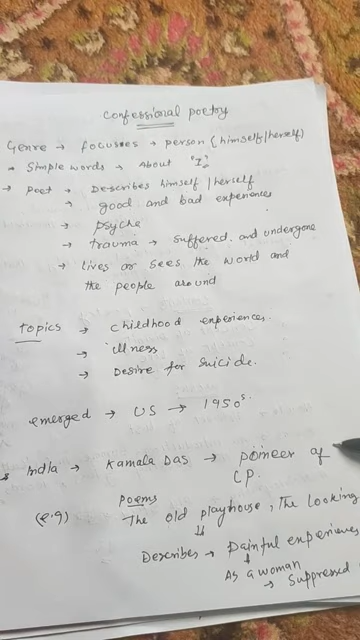 confessional poetry
Genre → focusses → person (himself/herself)
→ Simple words → About "I"
→ Poet → Describes himself/herself
→ good and bad experiences
→ psyche
→ trauma → suffered and undergone
→ lives or sees the world and
the people around
topics → childhood experiences.
→ illness
→ Desire for Suicide.
emerged → US → 1950s.
India → Kamala Das → pioneer of
CP.
Poems
(e.g) The old playhouse, The Looking
⇓
Describes → Painful experiences
↓
As a woman
→ Suppressed